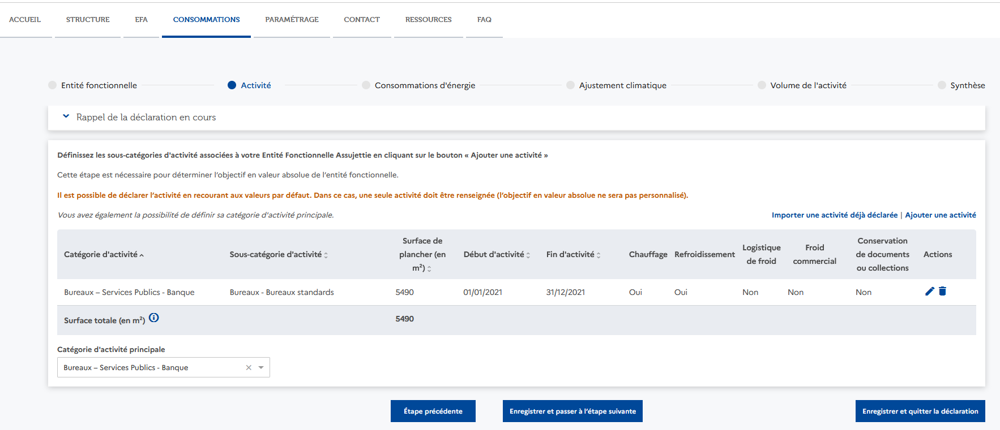 ACCUEIL STRUCTURE EFA CONSOMMATIONS PARAMÉTRAGE CONTACT RESSOURCES FAQ
Entité fonctionnelle Activité Consommations d'énergie Ajustement climatique Volume de l'activité Synthèse
Rappel de la déclaration en cours
Définissez les sous-catégories d'activité associées à votre Entité Fonctionnelle Assujettie en cliquant sur le bouton « Ajouter une activité »
Cette étape est nécessaire pour déterminer l’objectif en valeur absolue de l’entité fonctionnelle.
Il est possible de déclarer l’activité en recourant aux valeurs par défaut. Dans ce cas, une seule activité doit être renseignée (l’objectif en valeur absolue ne sera pas personnalisé).
Vous avez également la possibilité de définir sa catégorie d'activité principale.
Importer une activité déjà déclarée | Ajouter une activité
Catégorie d'activité Sous-catégorie d'activité Surface de plancher (en m²) Début d'activité Fin d'activité Chauffage Refroidissement Logistique de froid Froid commercial Conservation de documents ou collections Actions
Bureaux – Services Publics - Banque Bureaux - Bureaux standards 5490 01/01/2021 31/12/2021 Oui Oui Non Non Non
Surface totale (en m²) 5490
Catégorie d'activité principale
Bureaux – Services Publics - Banque
Étape précédente Enregistrer et passer à l’étape suivante Enregistrer et quitter la déclaration